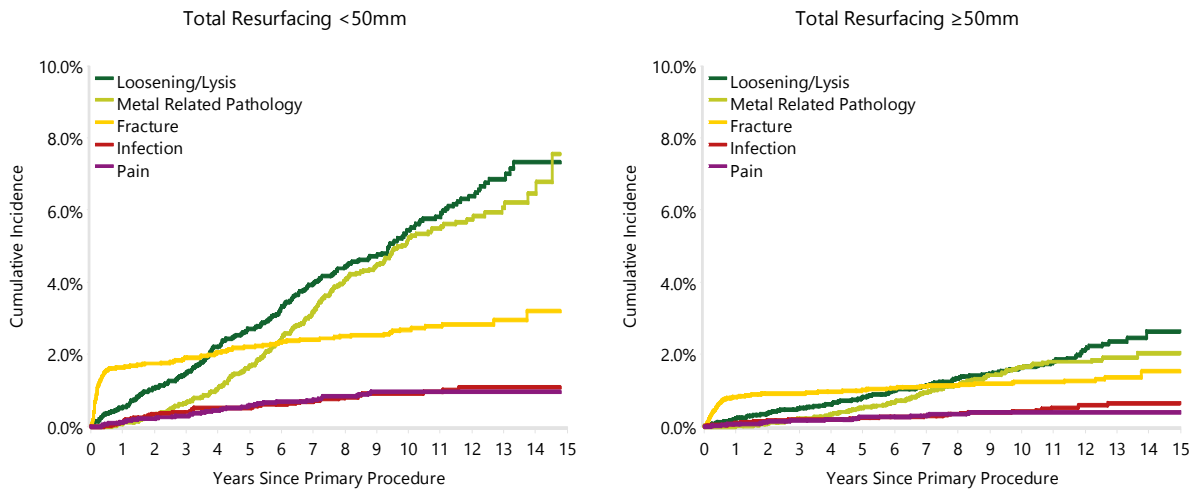 Total Resurfacing <50mm
10.0%
8.0%
6.0%
4.0%
2.0%
0.0%
Cumulative Incidence
Loosening/Lysis
Metal Related Pathology
Fracture
Infection
Pain
0 1 2 3 4 5 6 7 8 9 10 11 12 13 14 15
Years Since Primary Procedure
Total Resurfacing ≥50mm
10.0%
8.0%
6.0%
4.0%
2.0%
0.0%
Cumulative Incidence
Loosening/Lysis
Metal Related Pathology
Fracture
Infection
Pain
0 1 2 3 4 5 6 7 8 9 10 11 12 13 14 15
Years Since Primary Procedure